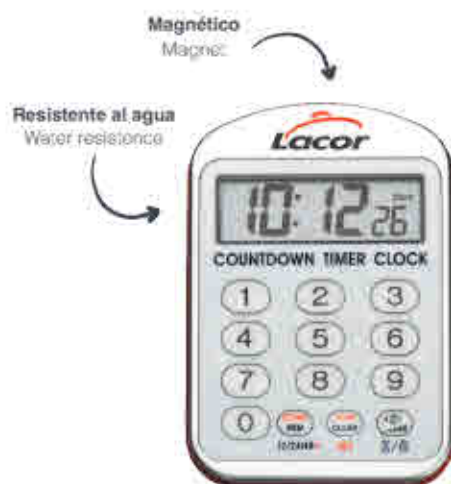 Magnético
Magnet
Resistente al agua
Water resistence
Lacor
10:12 26
COUNTDOWN TIMER CLOCK
1 2 3
4 5 6
7 8 9
0 MEM CLEAR
12/24HR